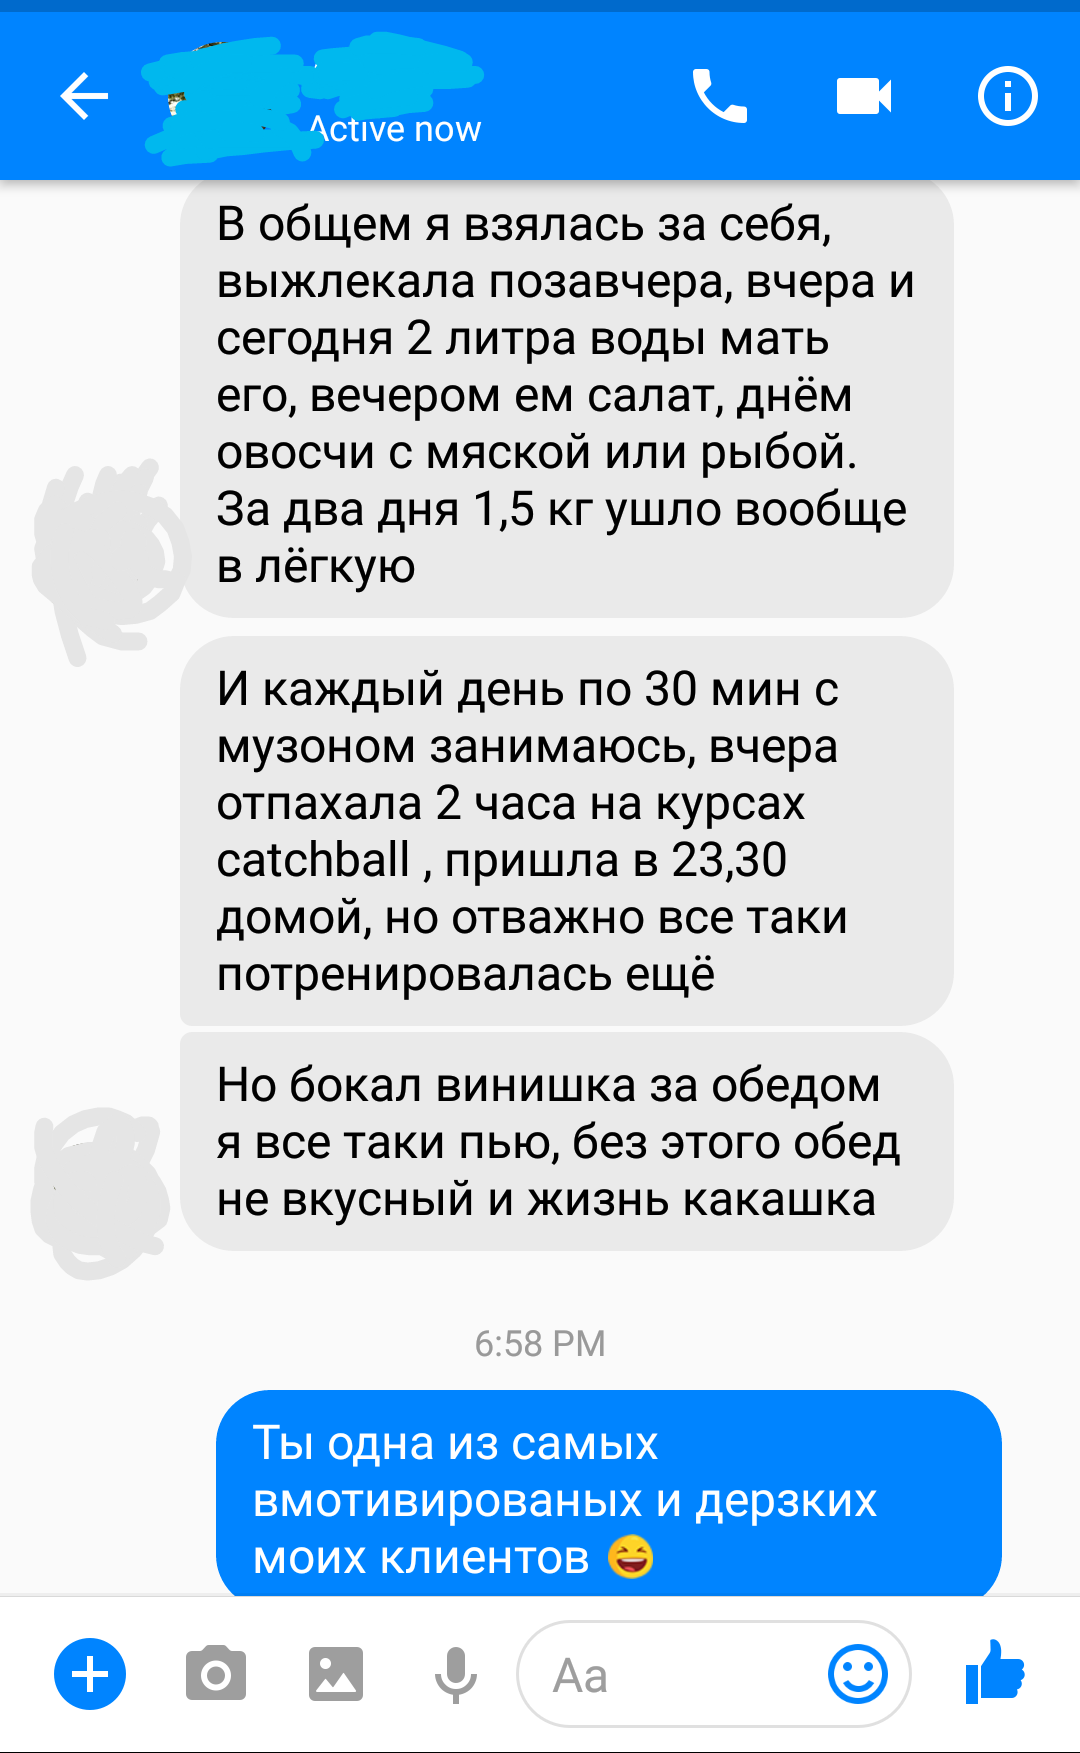 Active now
В общем я взялась за себя,
выжлекала позавчера, вчера и
сегодня 2 литра воды мать
его, вечером ем салат, днём
овосчи с мяской или рыбой.
За два дня 1,5 кг ушло вообще
в лёгкую
И каждый день по 30 мин с
музоном занимаюсь, вчера
отпахала 2 часа на курсах
catchball , пришла в 23,30
домой, но отважно все таки
потренировалась ещё
Но бокал винишка за обедом
я все таки пью, без этого обед
не вкусный и жизнь какашка
6:58 PM
Ты одна из самых
вмотивированых и дерзких
моих клиентов 😆
Aa